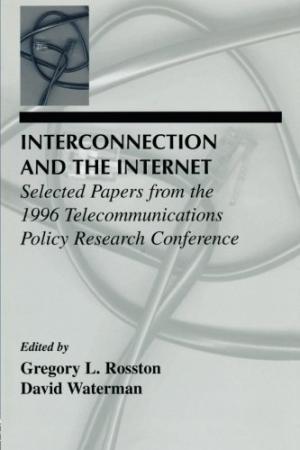 INTERCONNECTION
AND THE INTERNET
Selected Papers from the
1996 Telecommunications
Policy Research Conference
Edited by
Gregory L. Rosston
David Waterman